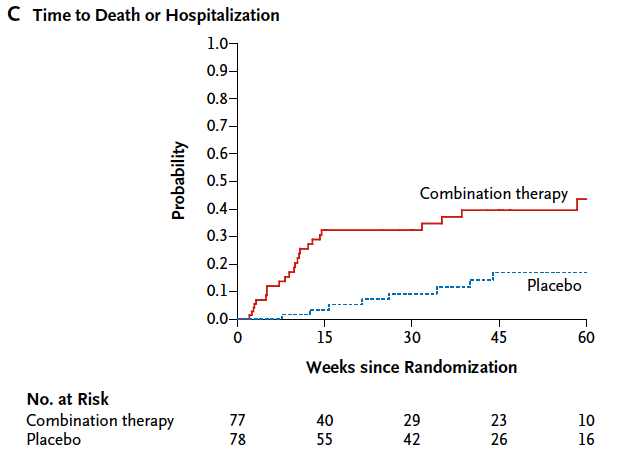 C Time to Death or Hospitalization
1.0
0.9
0.8
0.7
0.6
0.5
0.4
0.3
0.2
0.1
0.0
Probability
Combination therapy
Placebo
0 15 30 45 60
Weeks since Randomization
No. at Risk
Combination therapy 77 40 29 23 10
Placebo 78 55 42 26 16